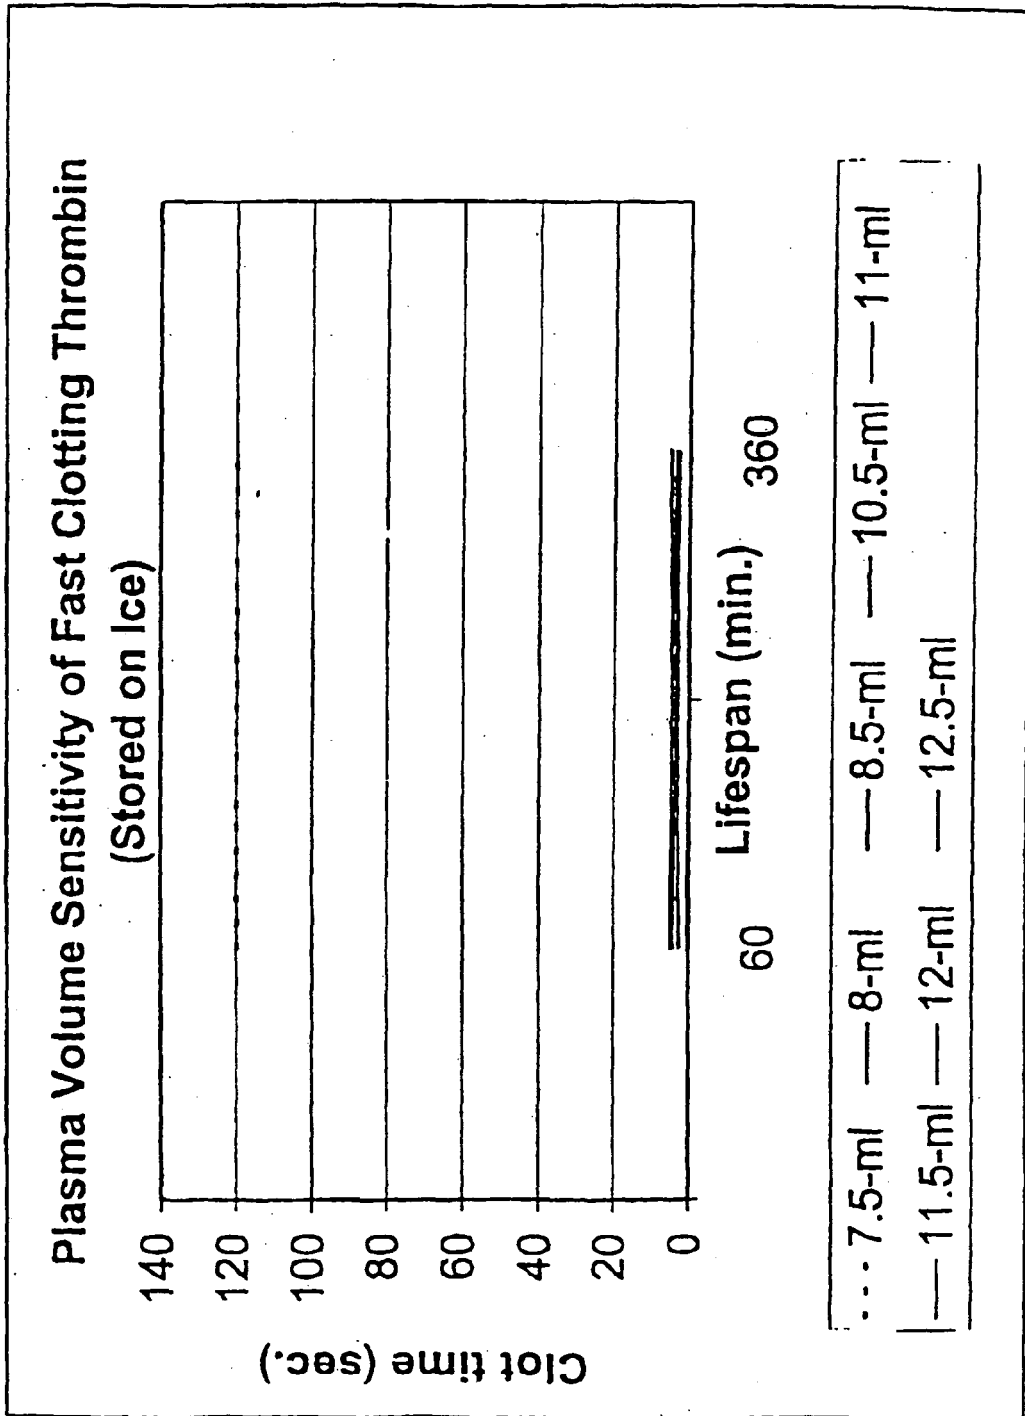 Plasma Volume Sensitivity of Fast Clotting Thrombin
(Stored on Ice)
Clot time (sec.)
140
120
100
80
60
40
20
0
60
360
Lifespan (min.)
7.5-ml
8-ml
8.5-ml
10.5-ml
11-ml
11.5-ml
12-ml
12.5-ml